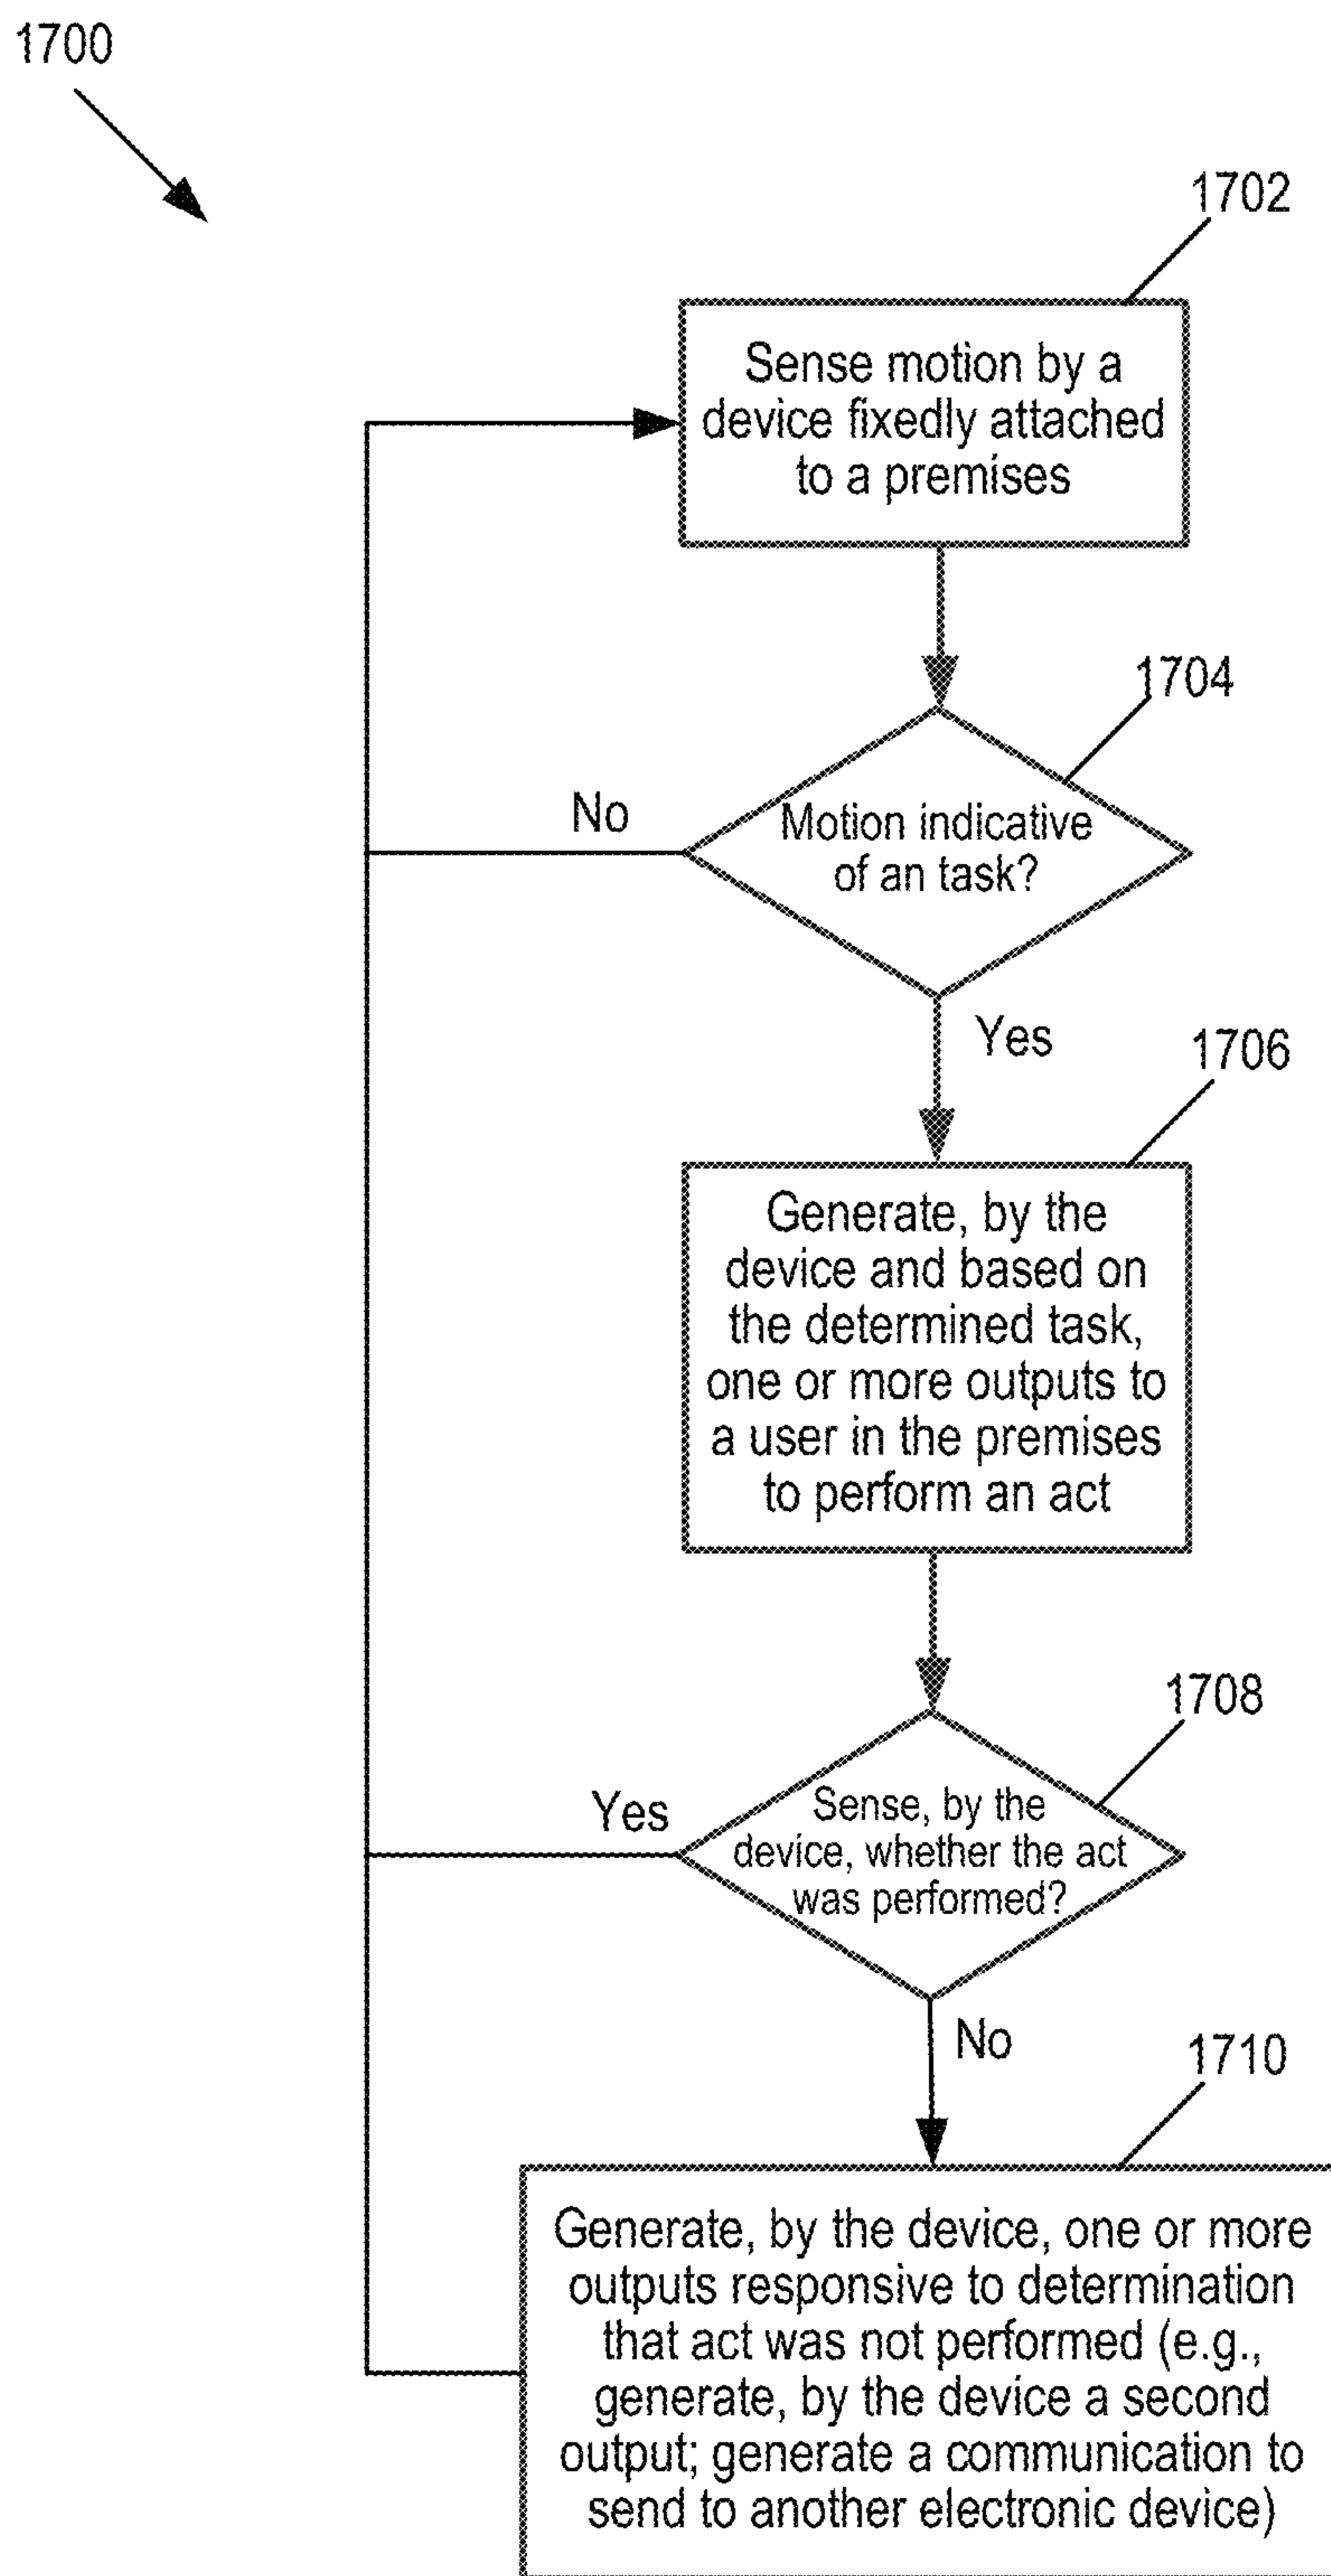 1700
1702
Sense motion by a
device fixedly attached
to a premises
1704
No
Motion indicative
of an task?
Yes
1706
Generate, by the
device and based on
the determined task,
one or more outputs to
a user in the premises
to perform an act
1708
Yes
Sense, by the
device, whether the act
was performed?
No
1710
Generate, by the device, one or more
outputs responsive to determination
that act was not performed (e.g.,
generate, by the device a second
output; generate a communication to
send to another electronic device)